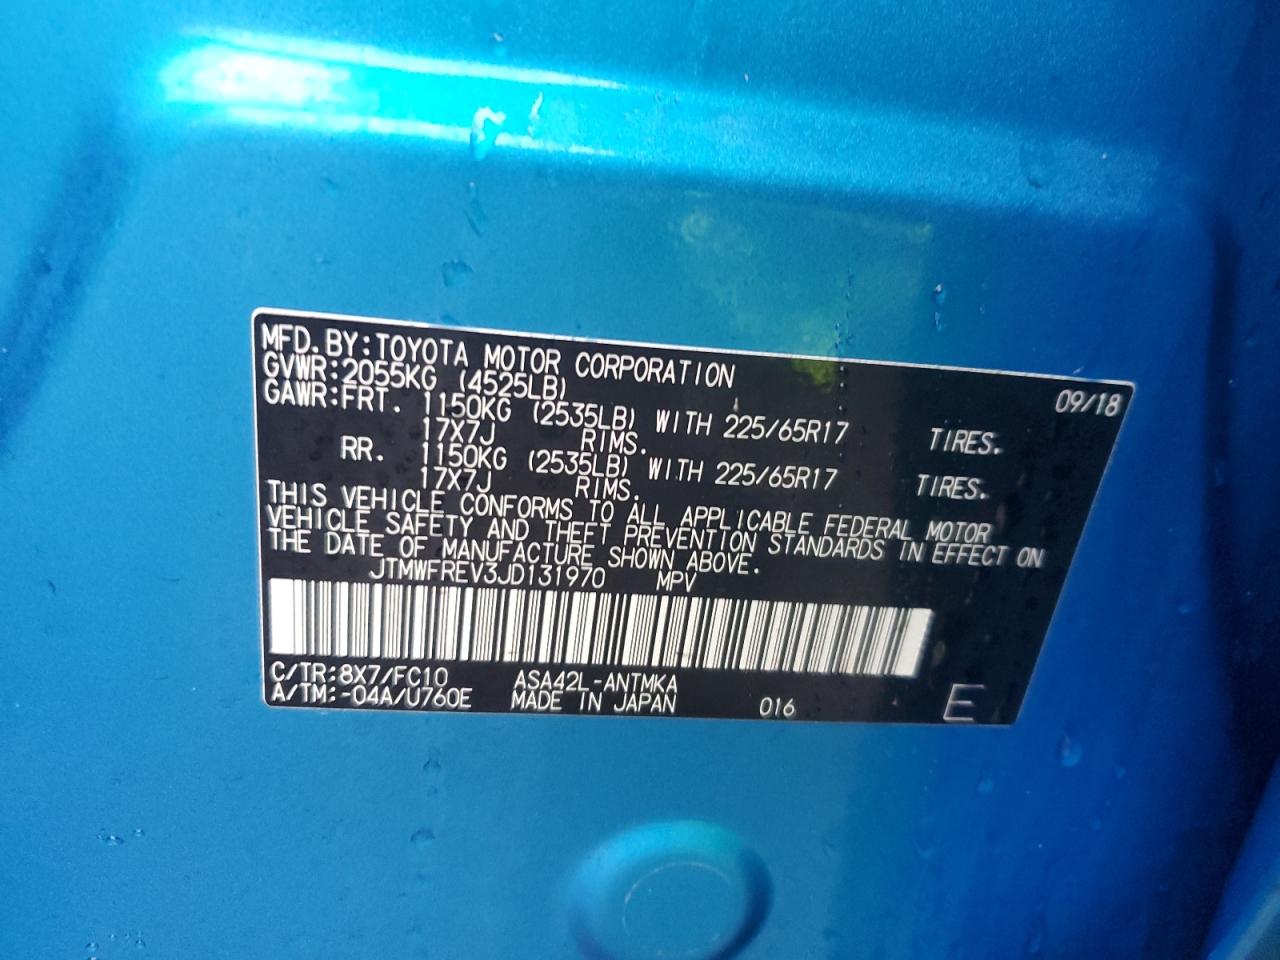 MFD.BY:TOYOTA MOTOR CORPORATION 09/18
GVWR:2055KG (4525LB)
GAWR:FRT. 1150KG (2535LB) WITH 225/65R17 TIRES.
17X7J RIMS.
RR. 1150KG (2535LB) WITH 225/65R17 TIRES.
17X7J RIMS.
THIS VEHICLE CONFORMS TO ALL APPLICABLE FEDERAL MOTOR
VEHICLE SAFETY AND THEFT PREVENTION STANDARDS IN EFFECT ON
THE DATE OF MANUFACTURE SHOWN ABOVE.
JTMWFREV3JD131970 MPV
C/TR:8X7/FC10 ASA42L-ANTMKA
A/TM:-04A/U760E MADE IN JAPAN 016 E